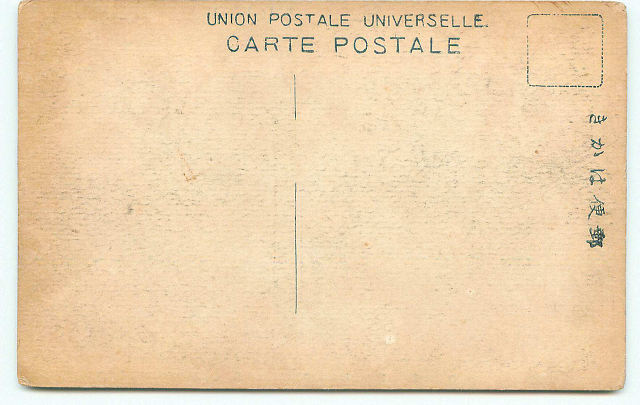 UNION POSTALE UNIVERSELLE.
CARTE POSTALE
郵便はかき